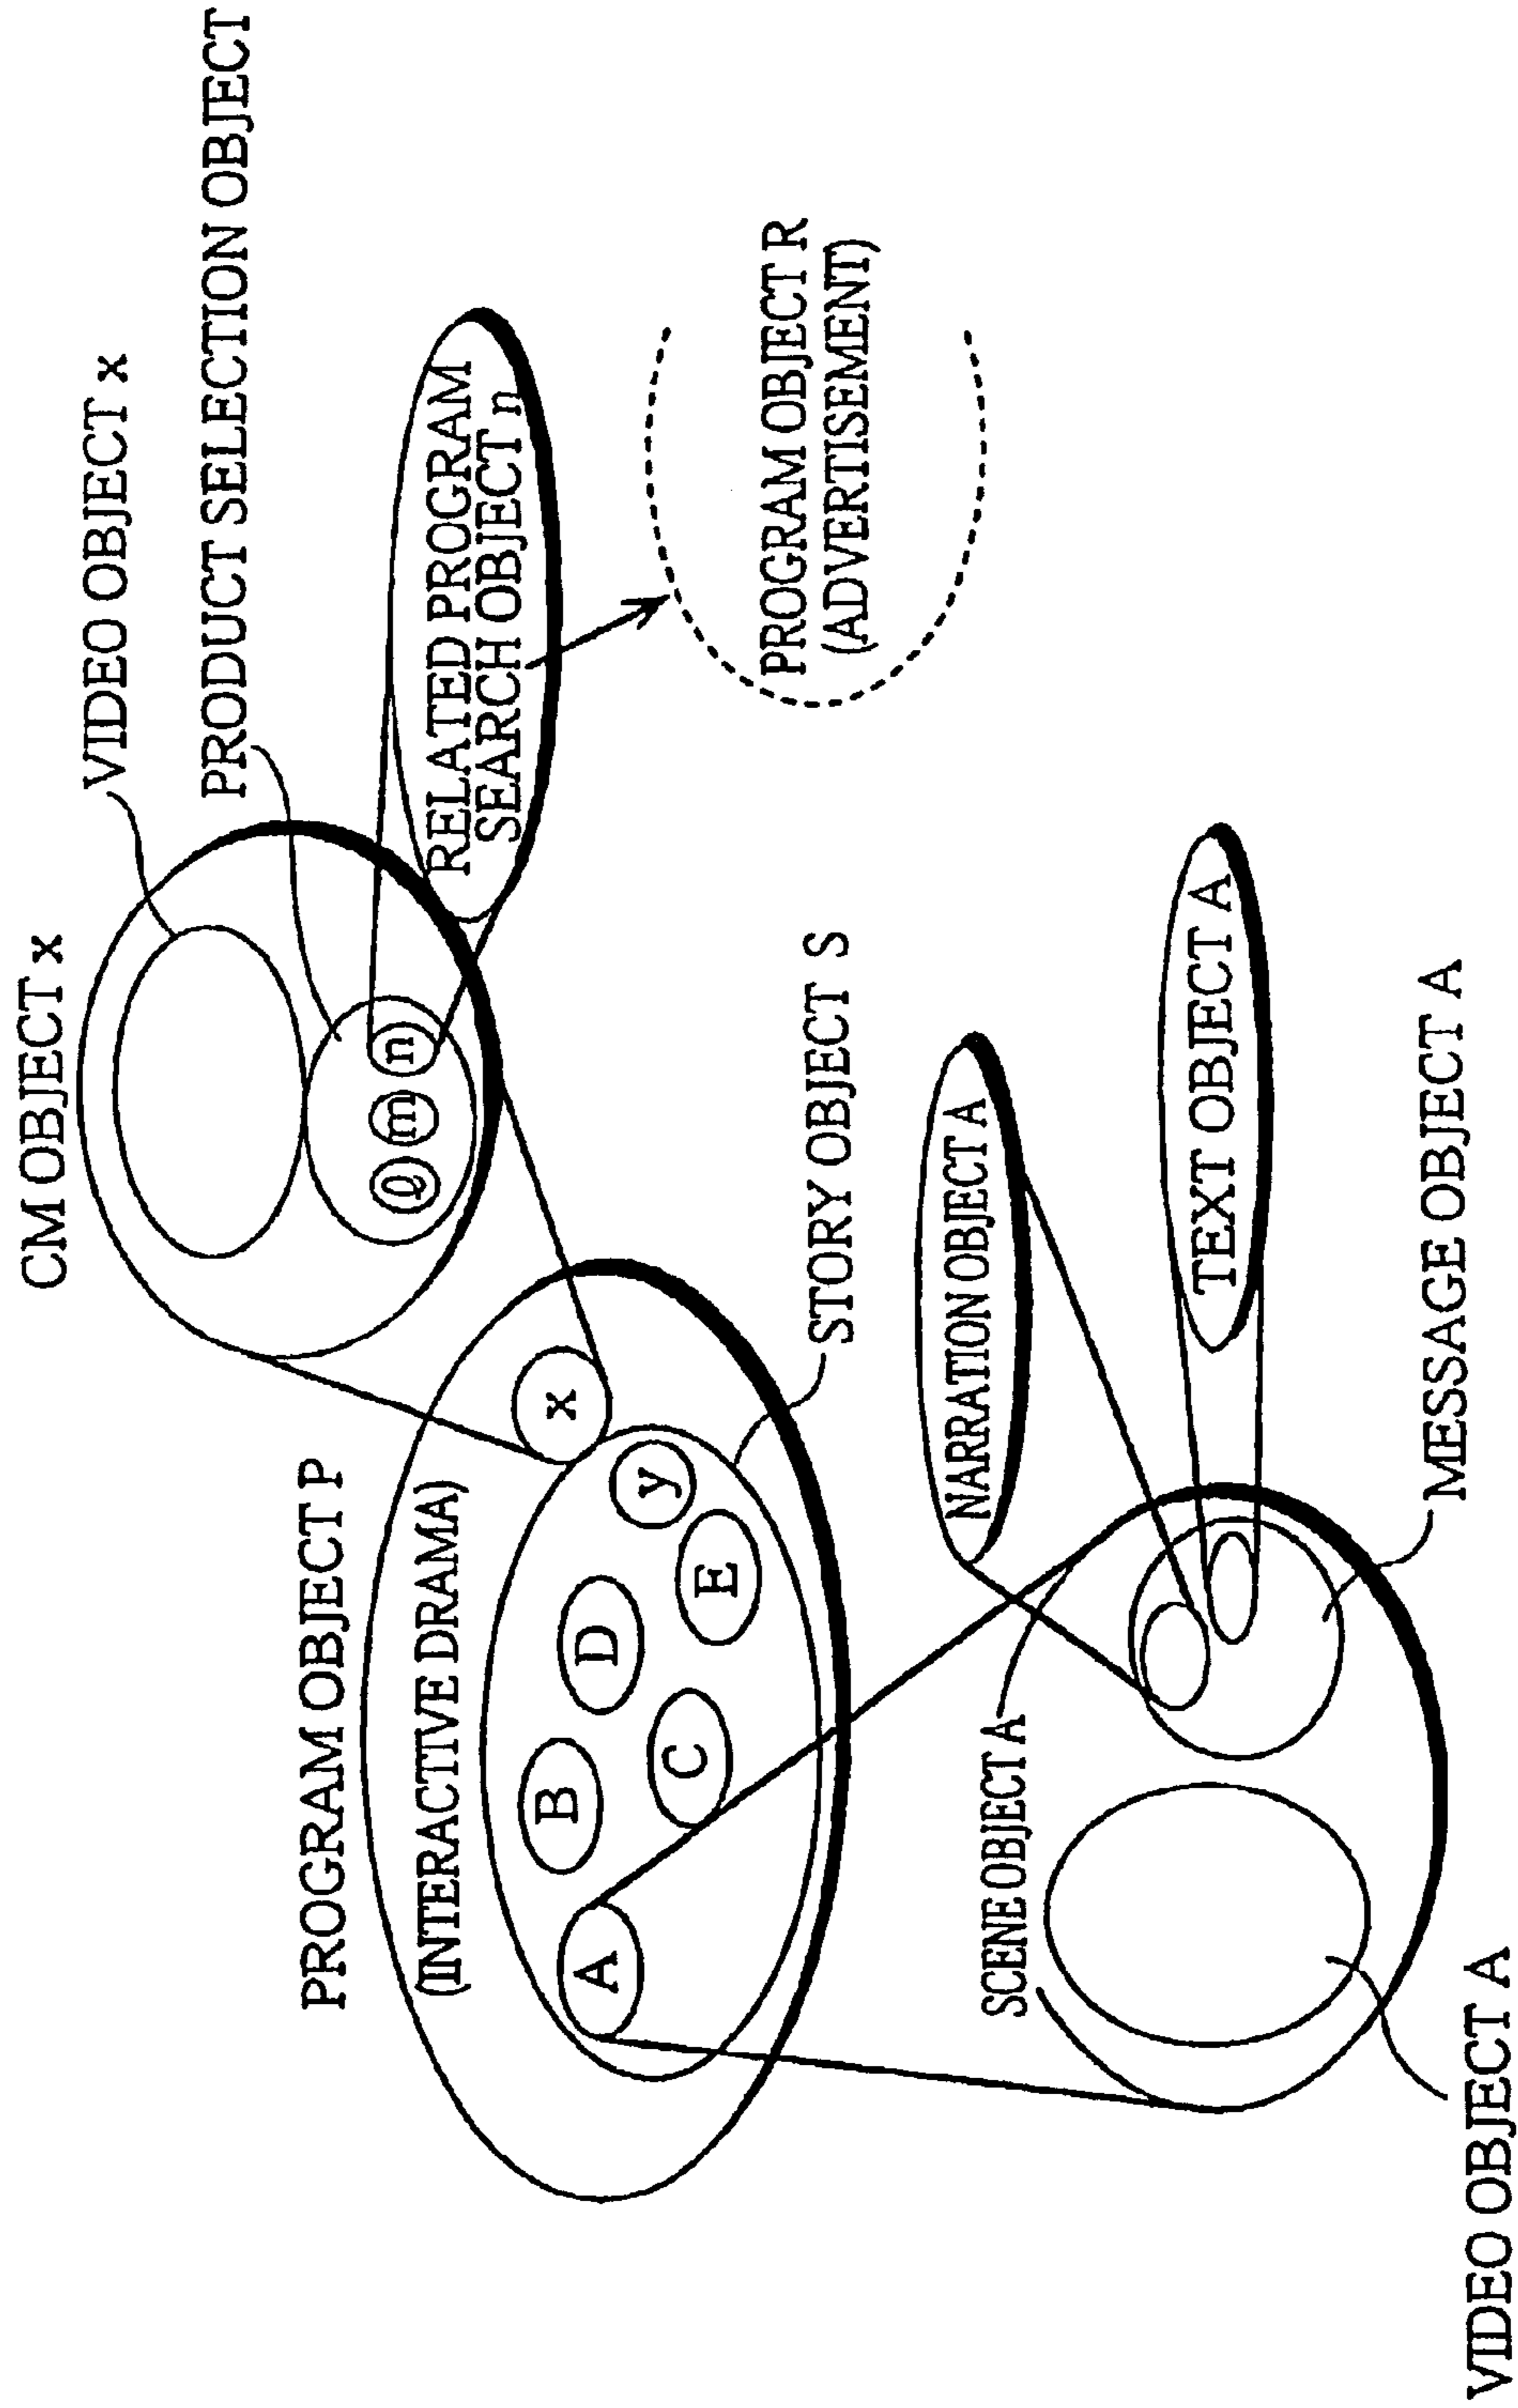 CM OBJECT x
VIDEO OBJECT x
PRODUCT SELECTION OBJECT
ℓ m n
RELATED PROGRAM
SEARCH OBJECT n
PROGRAM OBJECT R
(ADVERTISEMENT)
PROGRAM OBJECT P
(INTERACTIVE DRAMA)
A
B
C
D
E
y
x
STORY OBJECT S
SCENE OBJECT A
NARRATION OBJECT A
TEXT OBJECT A
MESSAGE OBJECT A
VIDEO OBJECT A